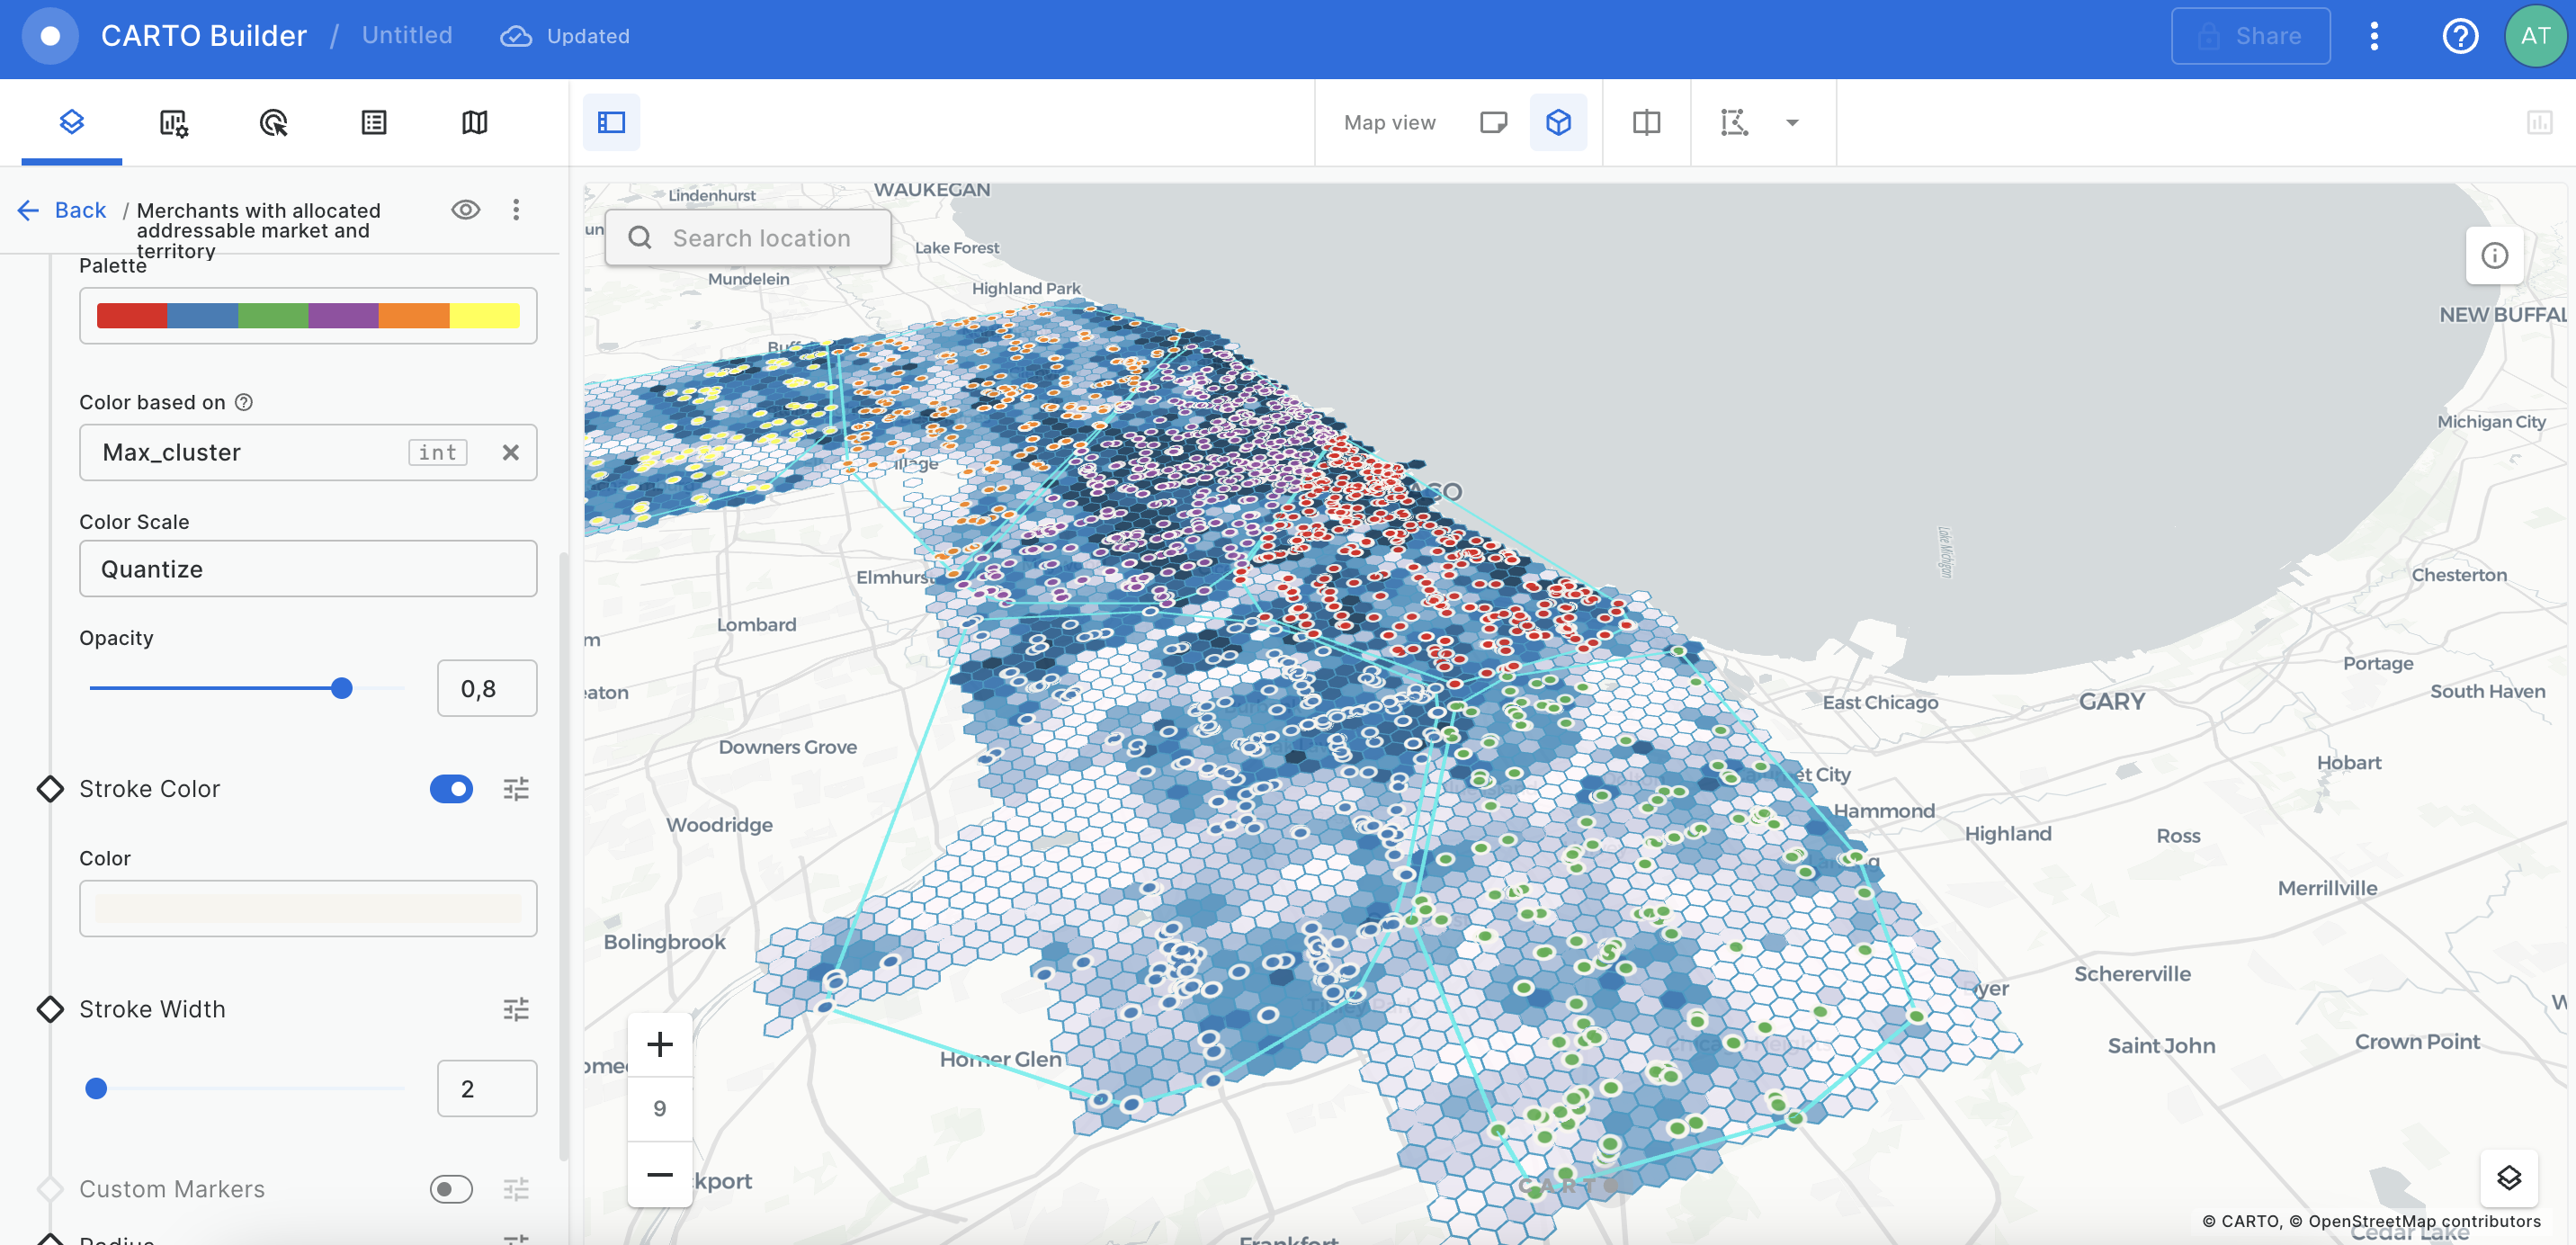 CARTO Builder / Untitled Updated Share AT
Map view
Back / Merchants with allocated
addressable market and
territory
Palette
Color based on
Max_cluster int
Color Scale
Quantize
Opacity
0,8
Stroke Color
Color
Stroke Width
2
Custom Markers
Radius
Search location
9
Lindenhurst
WAUKEGAN
Lake Forest
Mundelein
Highland Park
Elmhurst
Lombard
Downers Grove
Woodridge
Bolingbrook
Homer Glen
Frankfort
Lake Michigan
NEW BUFFAL
Michigan City
Chesterton
Portage
South Haven
East Chicago
GARY
Hobart
Hammond
Highland
Ross
Merrillville
Schererville
Dyer
Saint John
Crown Point
Cedar Lake
CARTO
© CARTO, © OpenStreetMap contributors